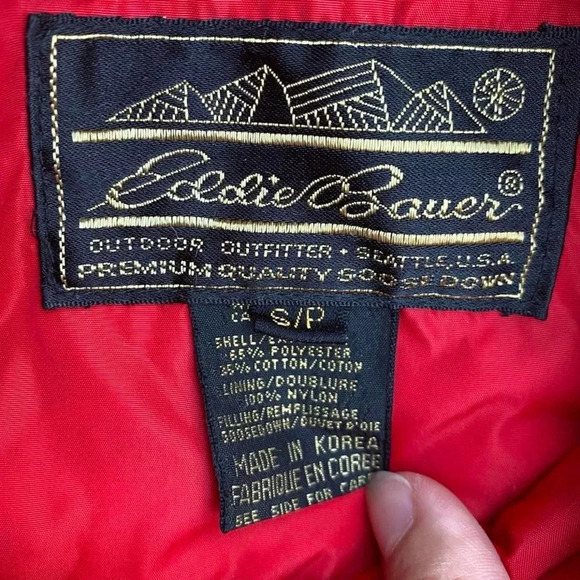 Eddie Bauer®
OUTDOOR OUTFITTER • SEATTLE, U.S.A
PREMIUM QUALITY GOOSE DOWN
CA S/P
65% POLYESTER
35% COTTON/COTON
LINING/DOUBLURE
100% NYLON
FILLING/REMPLISSAGE
GOOSEDOWN/DUVET D'OIE
MADE IN KOREA
FABRIQUE EN COREE
SEE SIDE FOR CARE